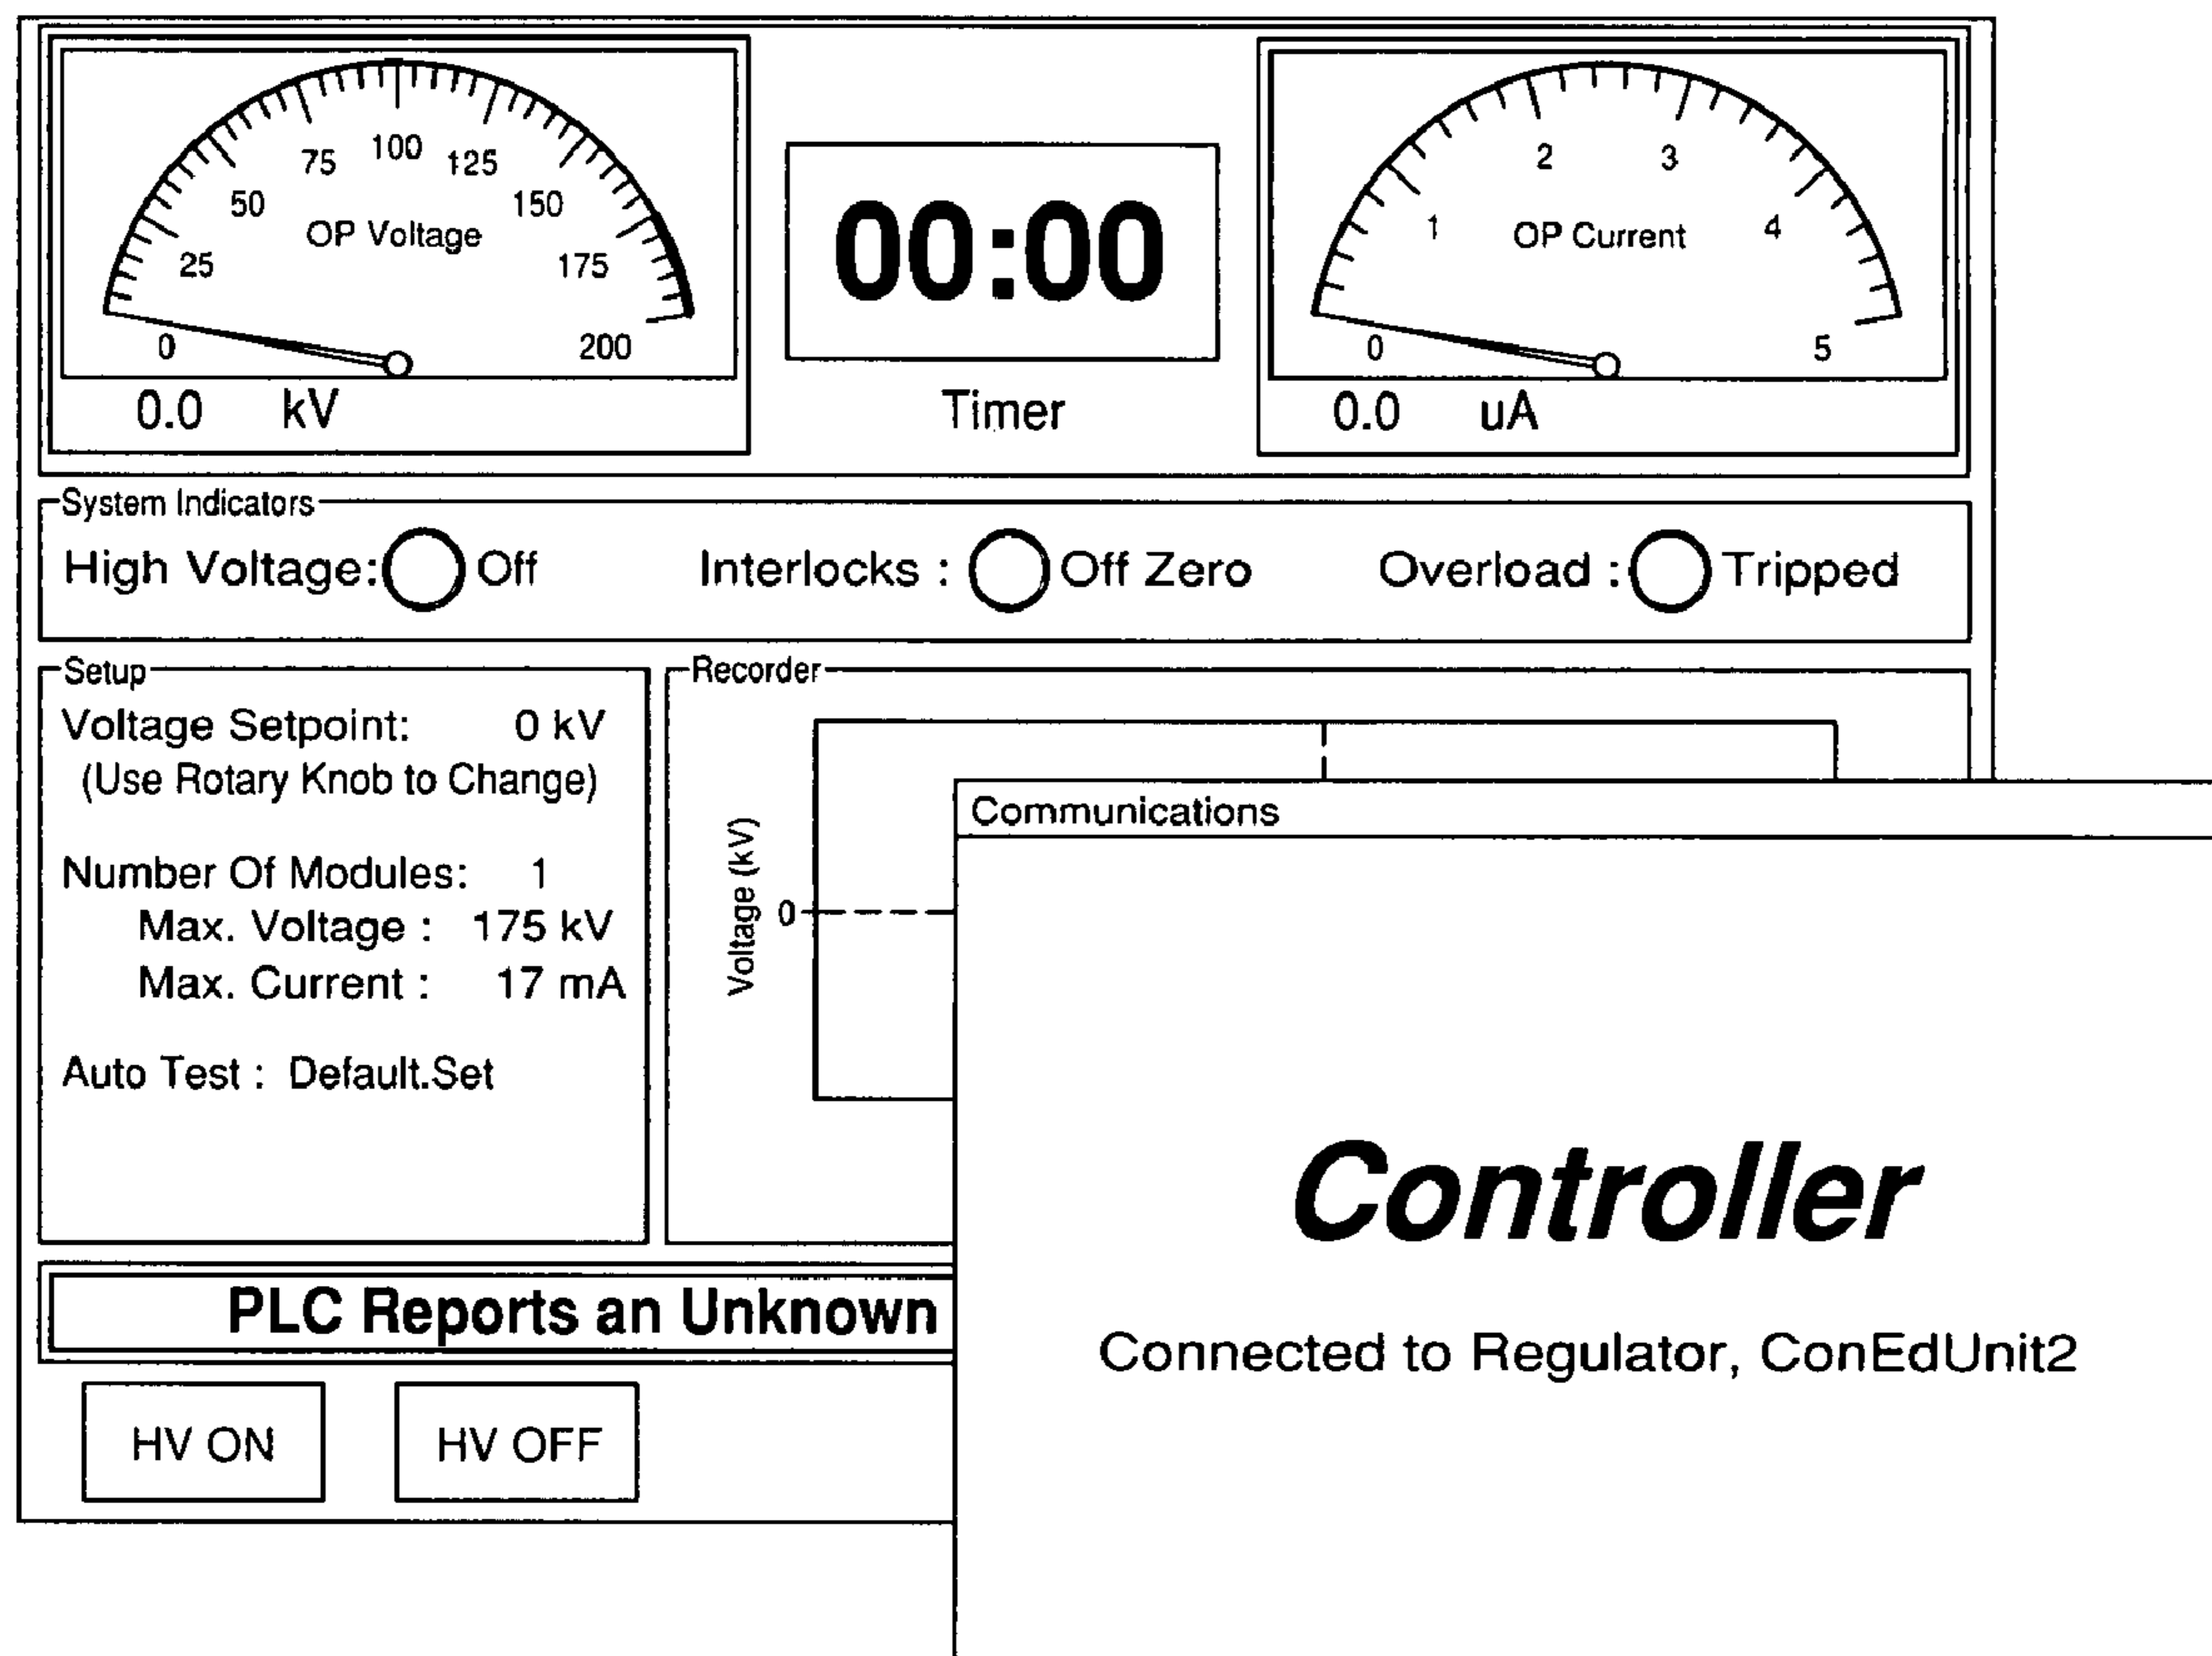 75 100 125
50 150
OP Voltage
25 175
0 200
0.0 kV
00:00
Timer
2 3
1 4
OP Current
0 5
0.0 uA
System Indicators
High Voltage: Off
Interlocks : Off Zero
Overload : Tripped
Setup
Voltage Setpoint: 0 kV
(Use Rotary Knob to Change)
Number Of Modules: 1
Max. Voltage : 175 kV
Max. Current : 17 mA
Auto Test : Default.Set
Recorder
Voltage (kV)
0
Communications
Controller
Connected to Regulator, ConEdUnit2
PLC Reports an Unknown
HV ON
HV OFF